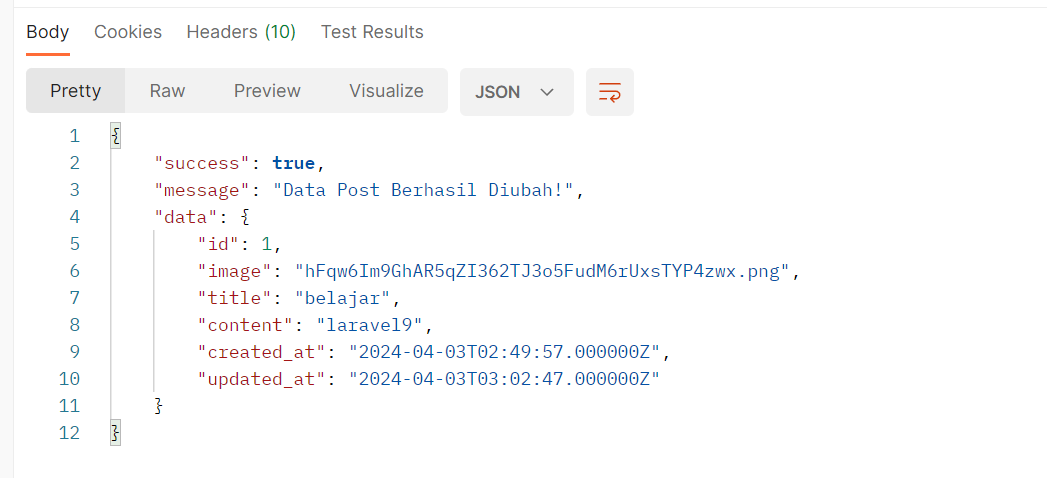 Body Cookies Headers (10) Test Results
Pretty Raw Preview Visualize JSON
1 {
2 "success": true,
3 "message": "Data Post Berhasil Diubah!",
4 "data": {
5 "id": 1,
6 "image": "hFqw6Im9GhAR5qZI362TJ3o5FudM6rUxsTYP4zwx.png",
7 "title": "belajar",
8 "content": "laravel9",
9 "created_at": "2024-04-03T02:49:57.000000Z",
10 "updated_at": "2024-04-03T03:02:47.000000Z"
11 }
12 }